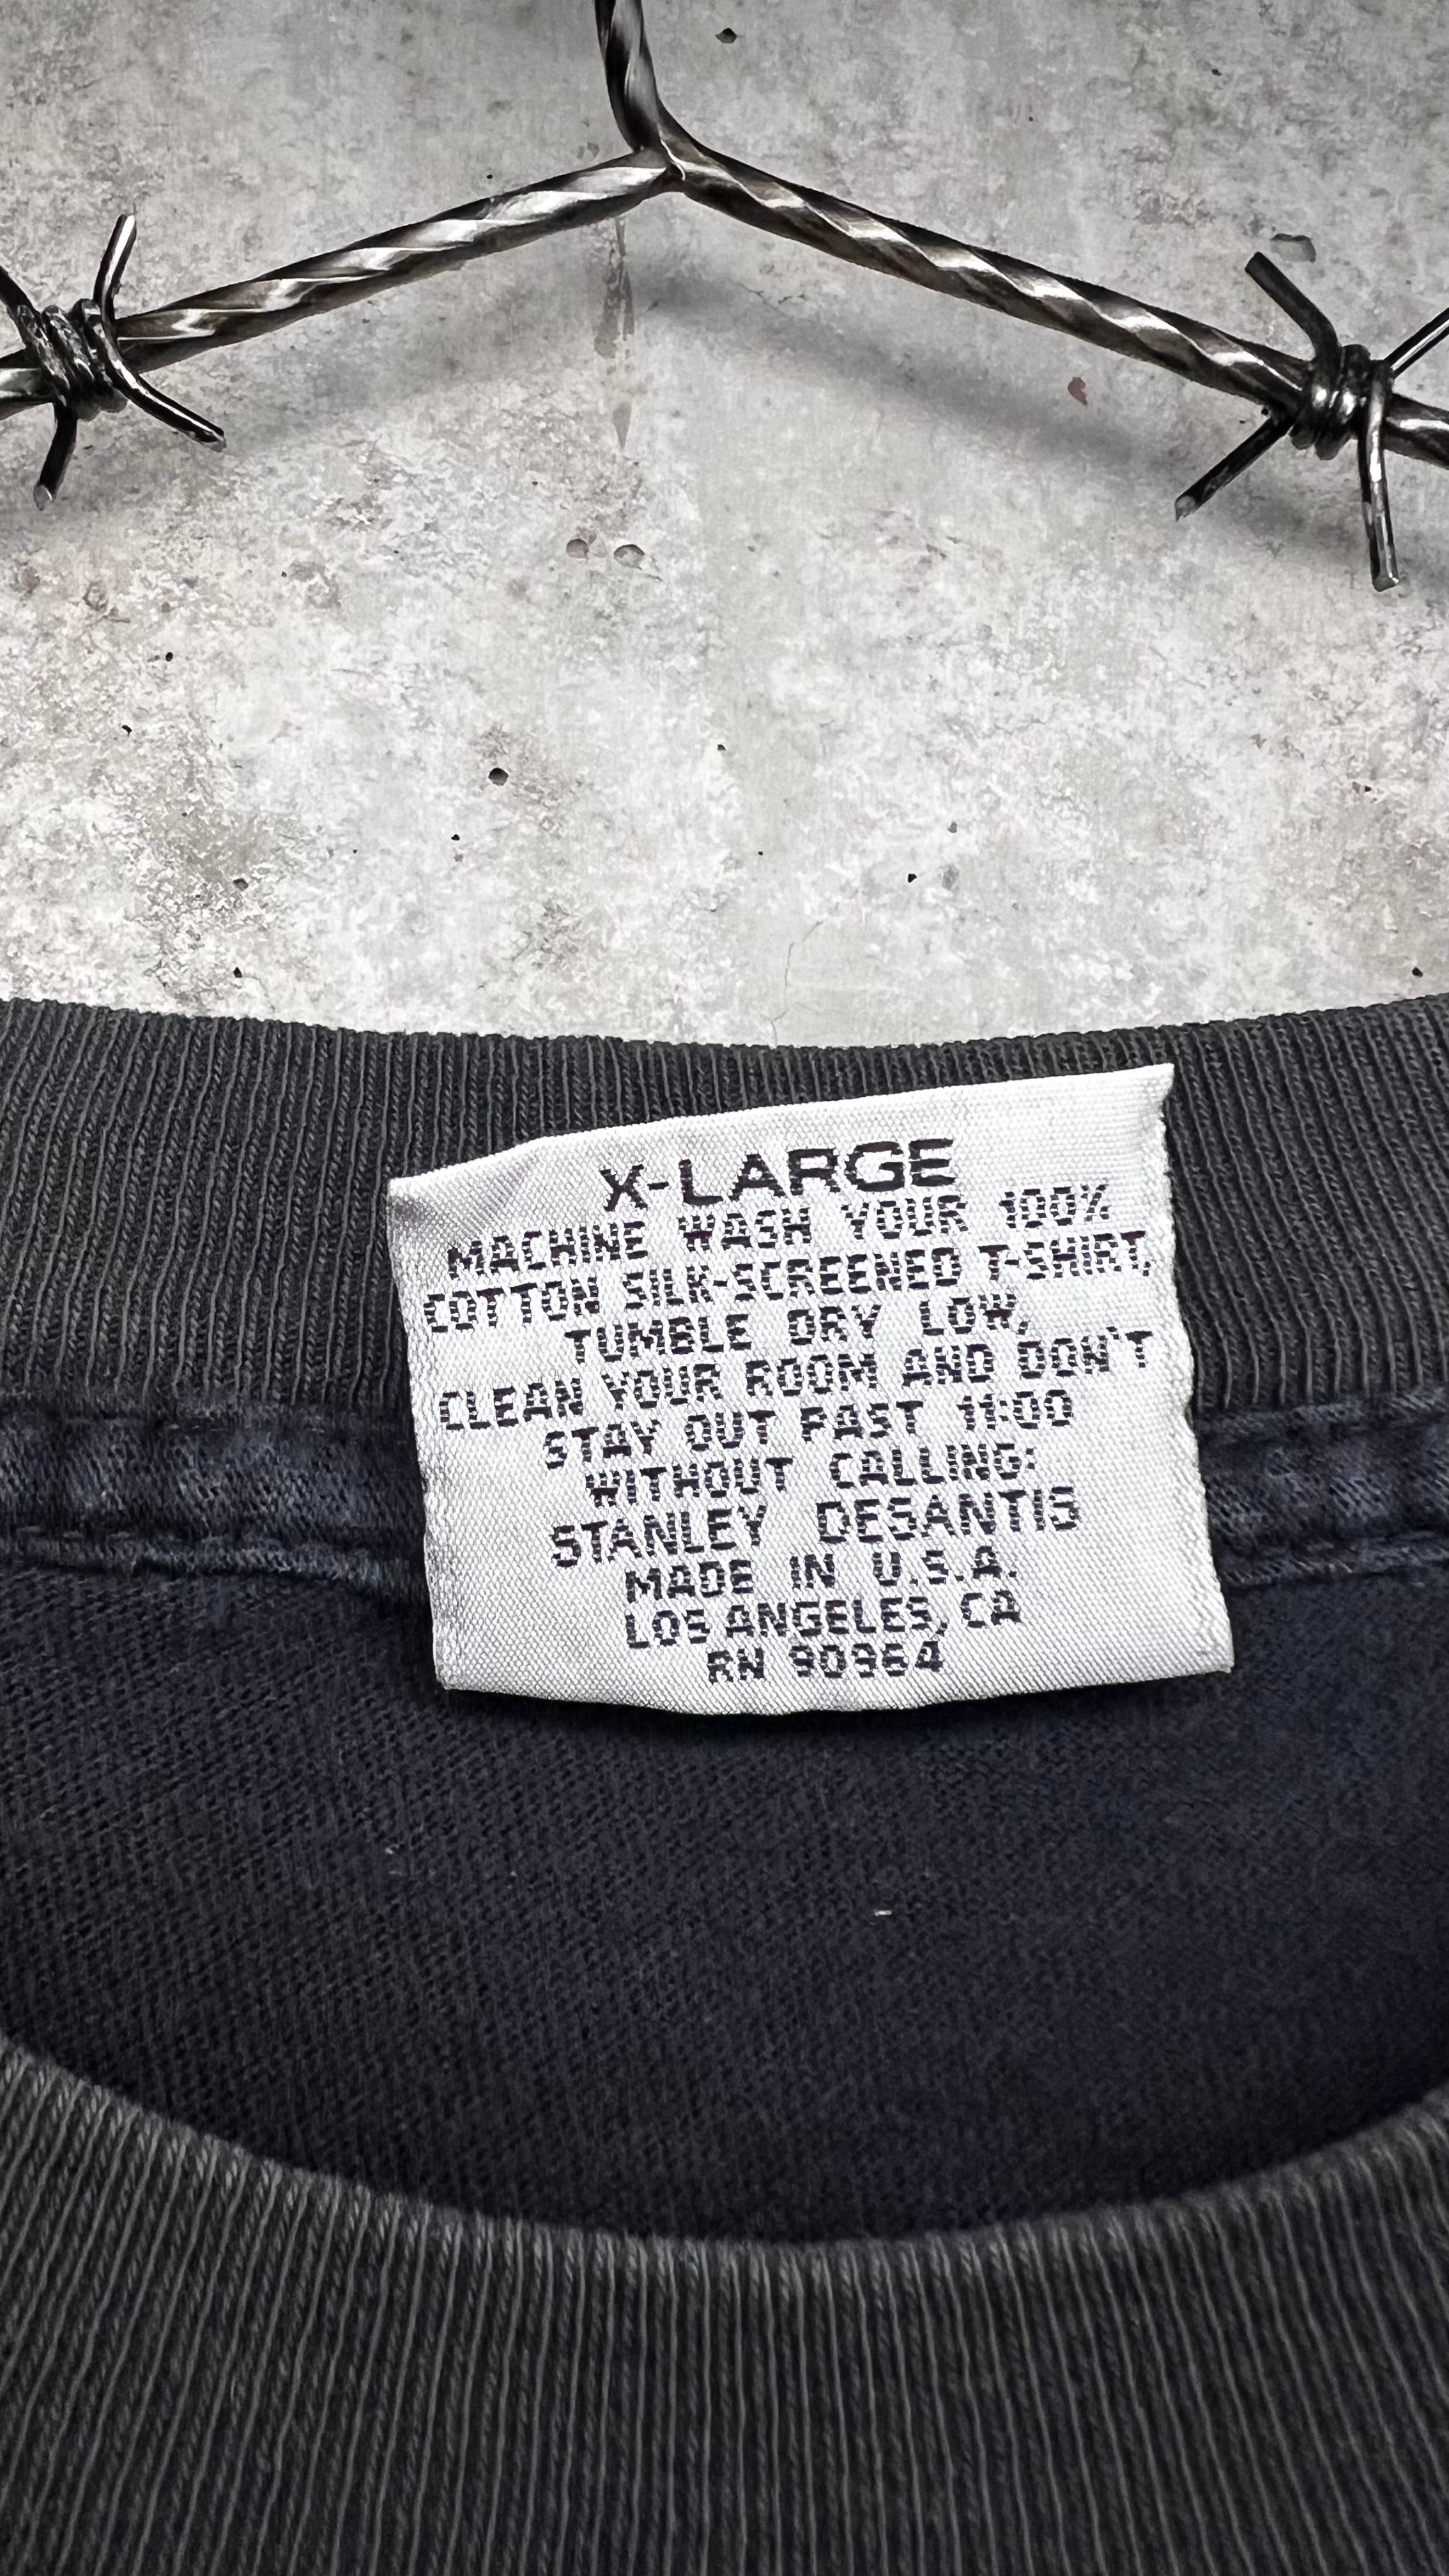 X-LARGE
MACHINE WASH YOUR 100%
COTTON SILK-SCREENED T-SHIRT,
TUMBLE DRY LOW,
CLEAN YOUR ROOM AND DON'T
STAY OUT PAST 11:00
WITHOUT CALLING:
STANLEY DESANTIS
MADE IN U.S.A.
LOS ANGELES, CA
RN 90964